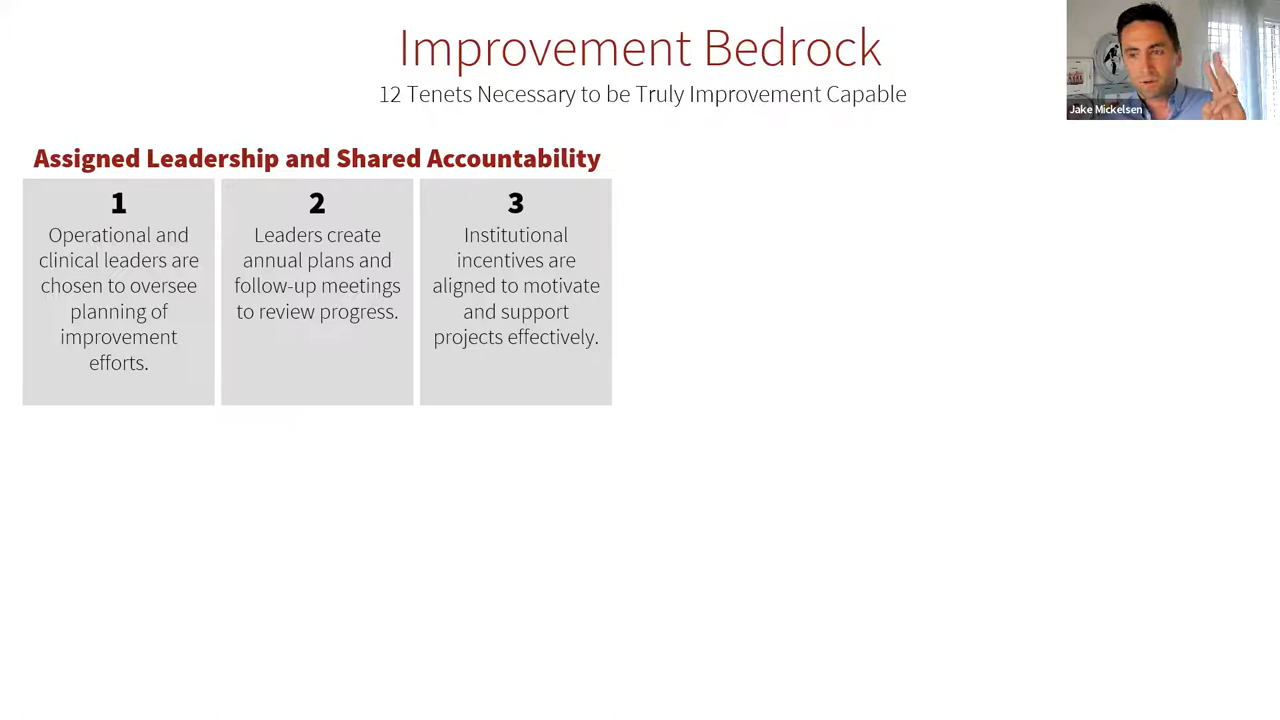 Improvement Bedrock
12 Tenets Necessary to be Truly Improvement Capable
Jake Mickelsen
Assigned Leadership and Shared Accountability
1
Operational and
clinical leaders are
chosen to oversee
planning of
improvement
efforts.
2
Leaders create
annual plans and
follow-up meetings
to review progress.
3
Institutional
incentives are
aligned to motivate
and support
projects effectively.